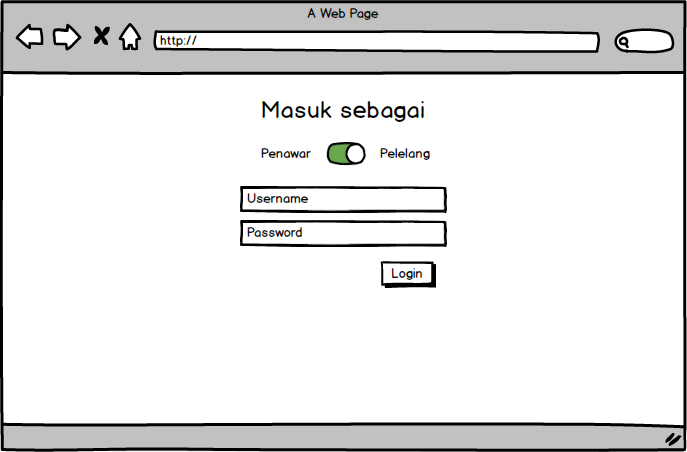 A Web Page
http://
Masuk sebagai
Penawar Pelelang
Username
Password
Login